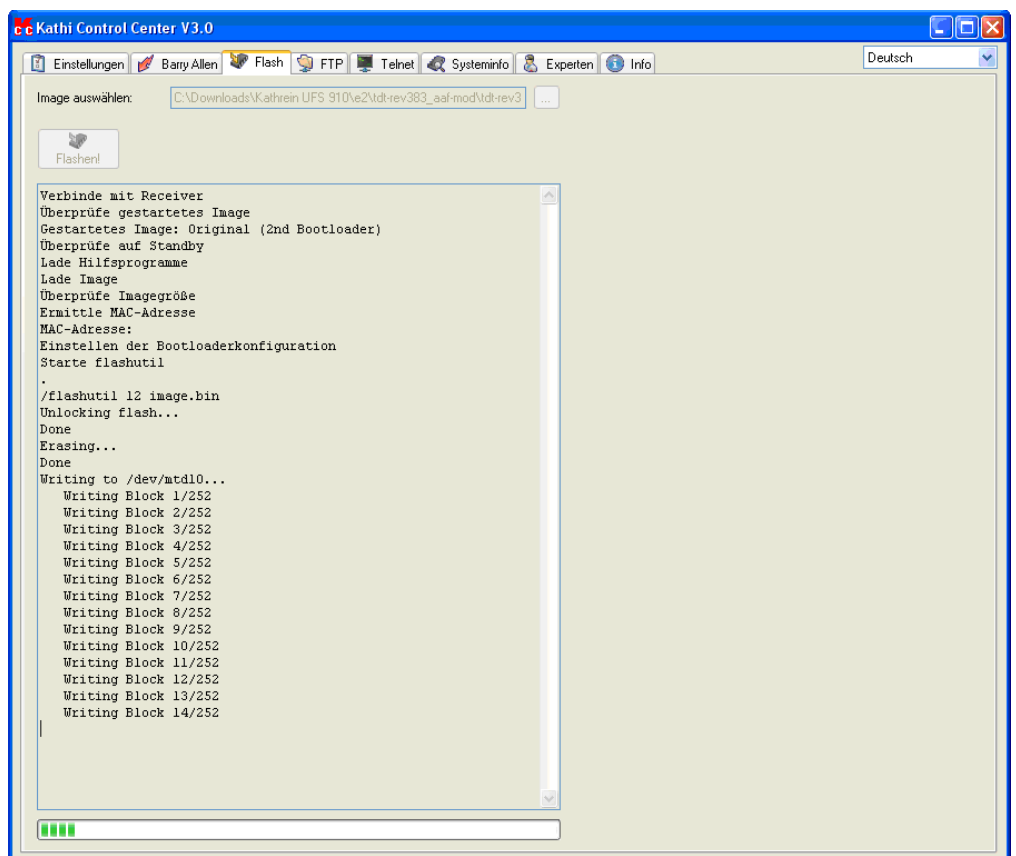 Kathi Control Center V3.0
Einstellungen Barry Allen Flash FTP Telnet Systeminfo Experten Info
Deutsch
Image auswählen: C:\Downloads\Kathrein UFS 910\e2\tdt-rev383_aaf-mod\tdt-rev3 ...
Flashen!
Verbinde mit Receiver
Überprüfe gestartetes Image
Gestartetes Image: Original (2nd Bootloader)
Überprüfe auf Standby
Lade Hilfsprogramme
Lade Image
Überprüfe Imagegröße
Ermittle MAC-Adresse
MAC-Adresse:
Einstellen der Bootloaderkonfiguration
Starte flashutil
.
/flashutil 12 image.bin
Unlocking flash...
Done
Erasing...
Done
Writing to /dev/mtd10...
Writing Block 1/252
Writing Block 2/252
Writing Block 3/252
Writing Block 4/252
Writing Block 5/252
Writing Block 6/252
Writing Block 7/252
Writing Block 8/252
Writing Block 9/252
Writing Block 10/252
Writing Block 11/252
Writing Block 12/252
Writing Block 13/252
Writing Block 14/252